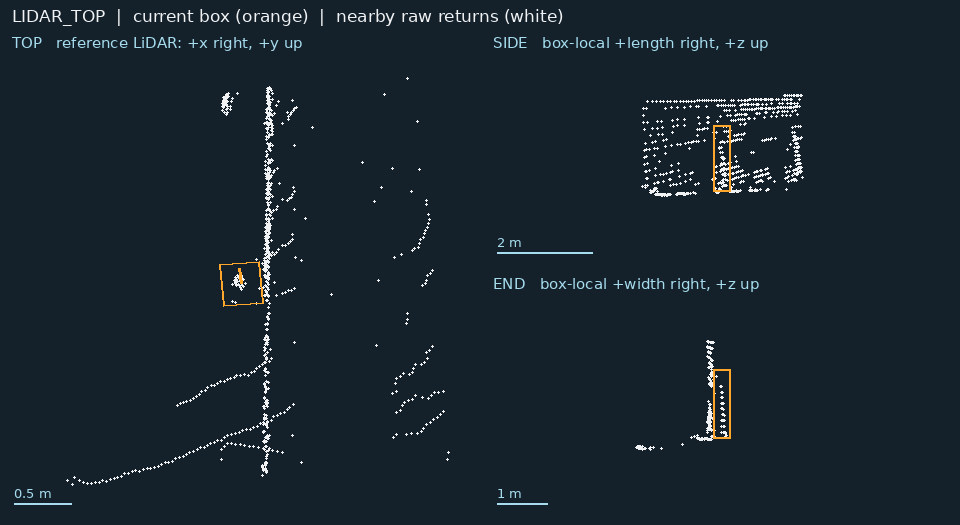 LIDAR_TOP | current box (orange) | nearby raw returns (white)
TOP reference LiDAR: +x right, +y up
SIDE box-local +length right, +z up
2 m
END box-local +width right, +z up
0.5 m
1 m